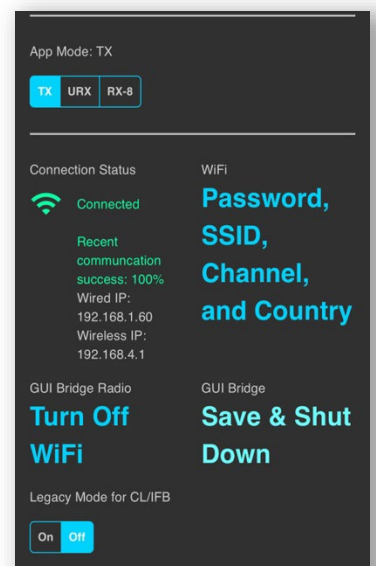 App Mode: TX
TX URX RX-8
Connection Status
Connected
Recent
communcation
success: 100%
Wired IP:
192.168.1.60
Wireless IP:
192.168.4.1
WiFi
Password,
SSID,
Channel,
and Country
GUI Bridge Radio
Turn Off
WiFi
GUI Bridge
Save & Shut
Down
Legacy Mode for CL/IFB
On Off